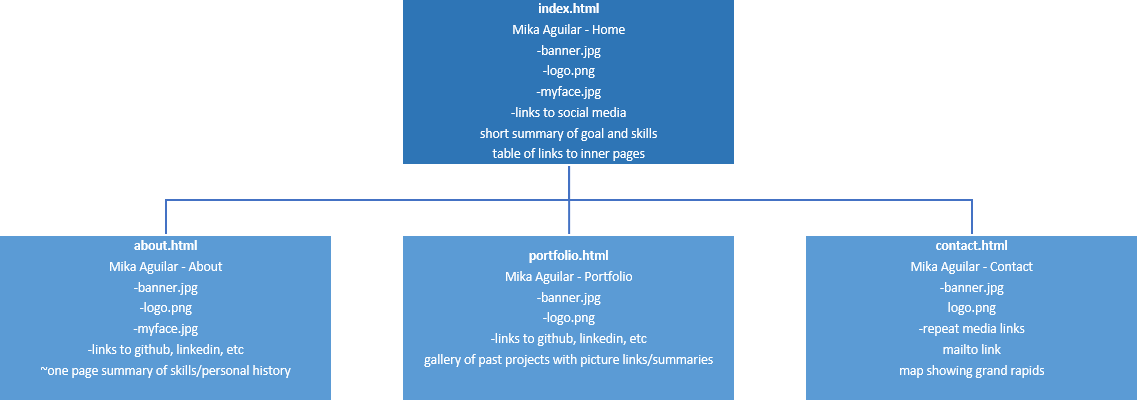 index.html
Mika Aguilar - Home
-banner.jpg
-logo.png
-myface.jpg
-links to social media
short summary of goal and skills
table of links to inner pages
about.html
Mika Aguilar - About
-banner.jpg
-logo.png
-myface.jpg
-links to github, linkedin, etc
~one page summary of skills/personal history
portfolio.html
Mika Aguilar - Portfolio
-banner.jpg
-logo.png
-links to github, linkedin, etc
gallery of past projects with picture links/summaries
contact.html
Mika Aguilar - Contact
-banner.jpg
logo.png
-repeat media links
mailto link
map showing grand rapids